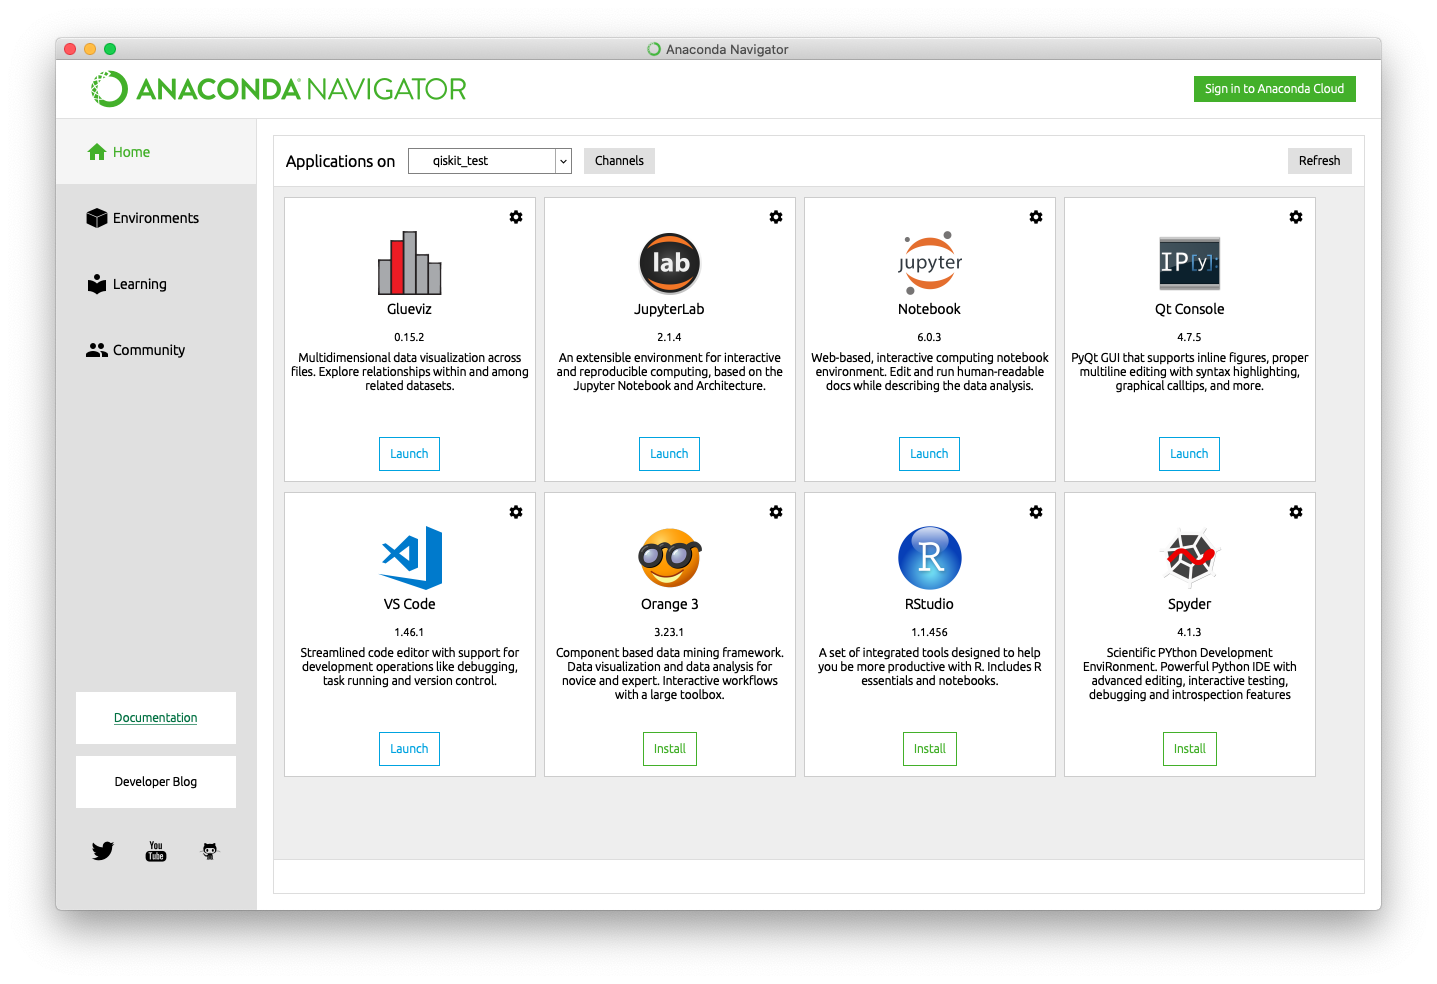 Anaconda Navigator
ANACONDA NAVIGATOR
Sign in to Anaconda Cloud
Home
Environments
Learning
Community
Documentation
Developer Blog
You
Tube
Applications on
qiskit_test
Channels
Refresh
Glueviz
0.15.2
Multidimensional data visualization across
files. Explore relationships within and among
related datasets.
Launch
lab
JupyterLab
2.1.4
An extensible environment for interactive
and reproducible computing, based on the
Jupyter Notebook and Architecture.
Launch
jupyter
Notebook
6.0.3
Web-based, interactive computing notebook
environment. Edit and run human-readable
docs while describing the data analysis.
Launch
IP[y]:
Qt Console
4.7.5
PyQt GUI that supports inline figures, proper
multiline editing with syntax highlighting,
graphical calltips, and more.
Launch
VS Code
1.46.1
Streamlined code editor with support for
development operations like debugging,
task running and version control.
Launch
Orange 3
3.23.1
Component based data mining framework.
Data visualization and data analysis for
novice and expert. Interactive workflows
with a large toolbox.
Install
R
RStudio
1.1.456
A set of integrated tools designed to help
you be more productive with R. Includes R
essentials and notebooks.
Install
Spyder
4.1.3
Scientific PYthon Development
EnviRonment. Powerful Python IDE with
advanced editing, interactive testing,
debugging and introspection features
Install